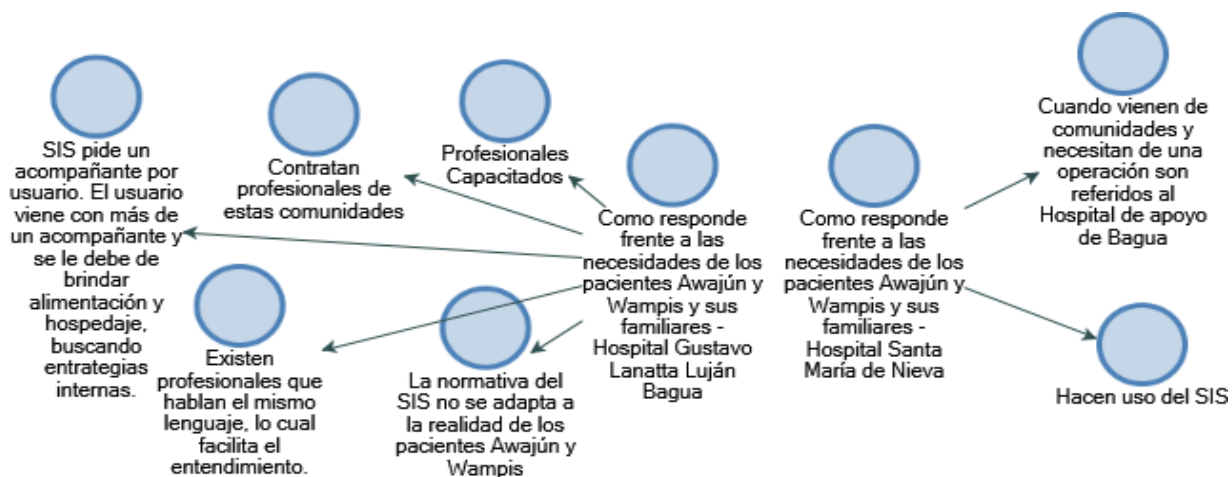 SIS pide un
acompañante por
usuario. El usuario
viene con más de
un acompañante y
se le debe de
brindar
alimentación y
hospedaje,
buscando
entrategias
internas.
Contratan
profesionales de
estas comunidades
Profesionales
Capacitados
Existen
profesionales que
hablan el mismo
lenguaje, lo cual
facilita el
entendimiento.
La normativa del
SIS no se adapta a
la realidad de los
pacientes Awajún y
Wampis
Como responde
frente a las
necesidades de los
pacientes Awajún y
Wampis y sus
familiares -
Hospital Gustavo
Lanatta Luján
Bagua
Como responde
frente a las
necesidades de los
pacientes Awajún y
Wampis y sus
familiares -
Hospital Santa
María de Nieva
Cuando vienen de
comunidades y
necesitan de una
operación son
referidos al
Hospital de apoyo
de Bagua
Hacen uso del SIS